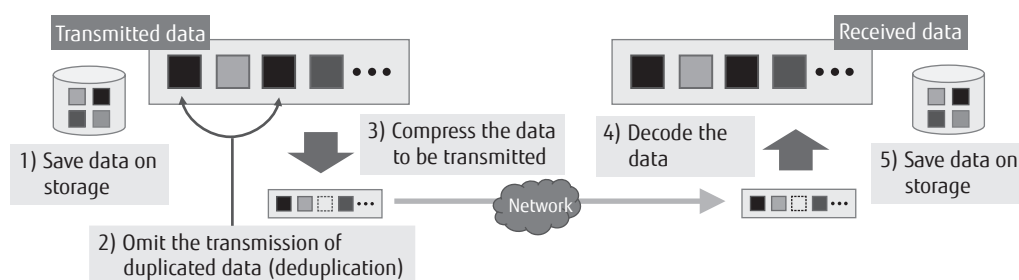 Transmitted data
Received data
1) Save data on
storage
2) Omit the transmission of
duplicated data (deduplication)
3) Compress the data
to be transmitted
Network
4) Decode the
data
5) Save data on
storage